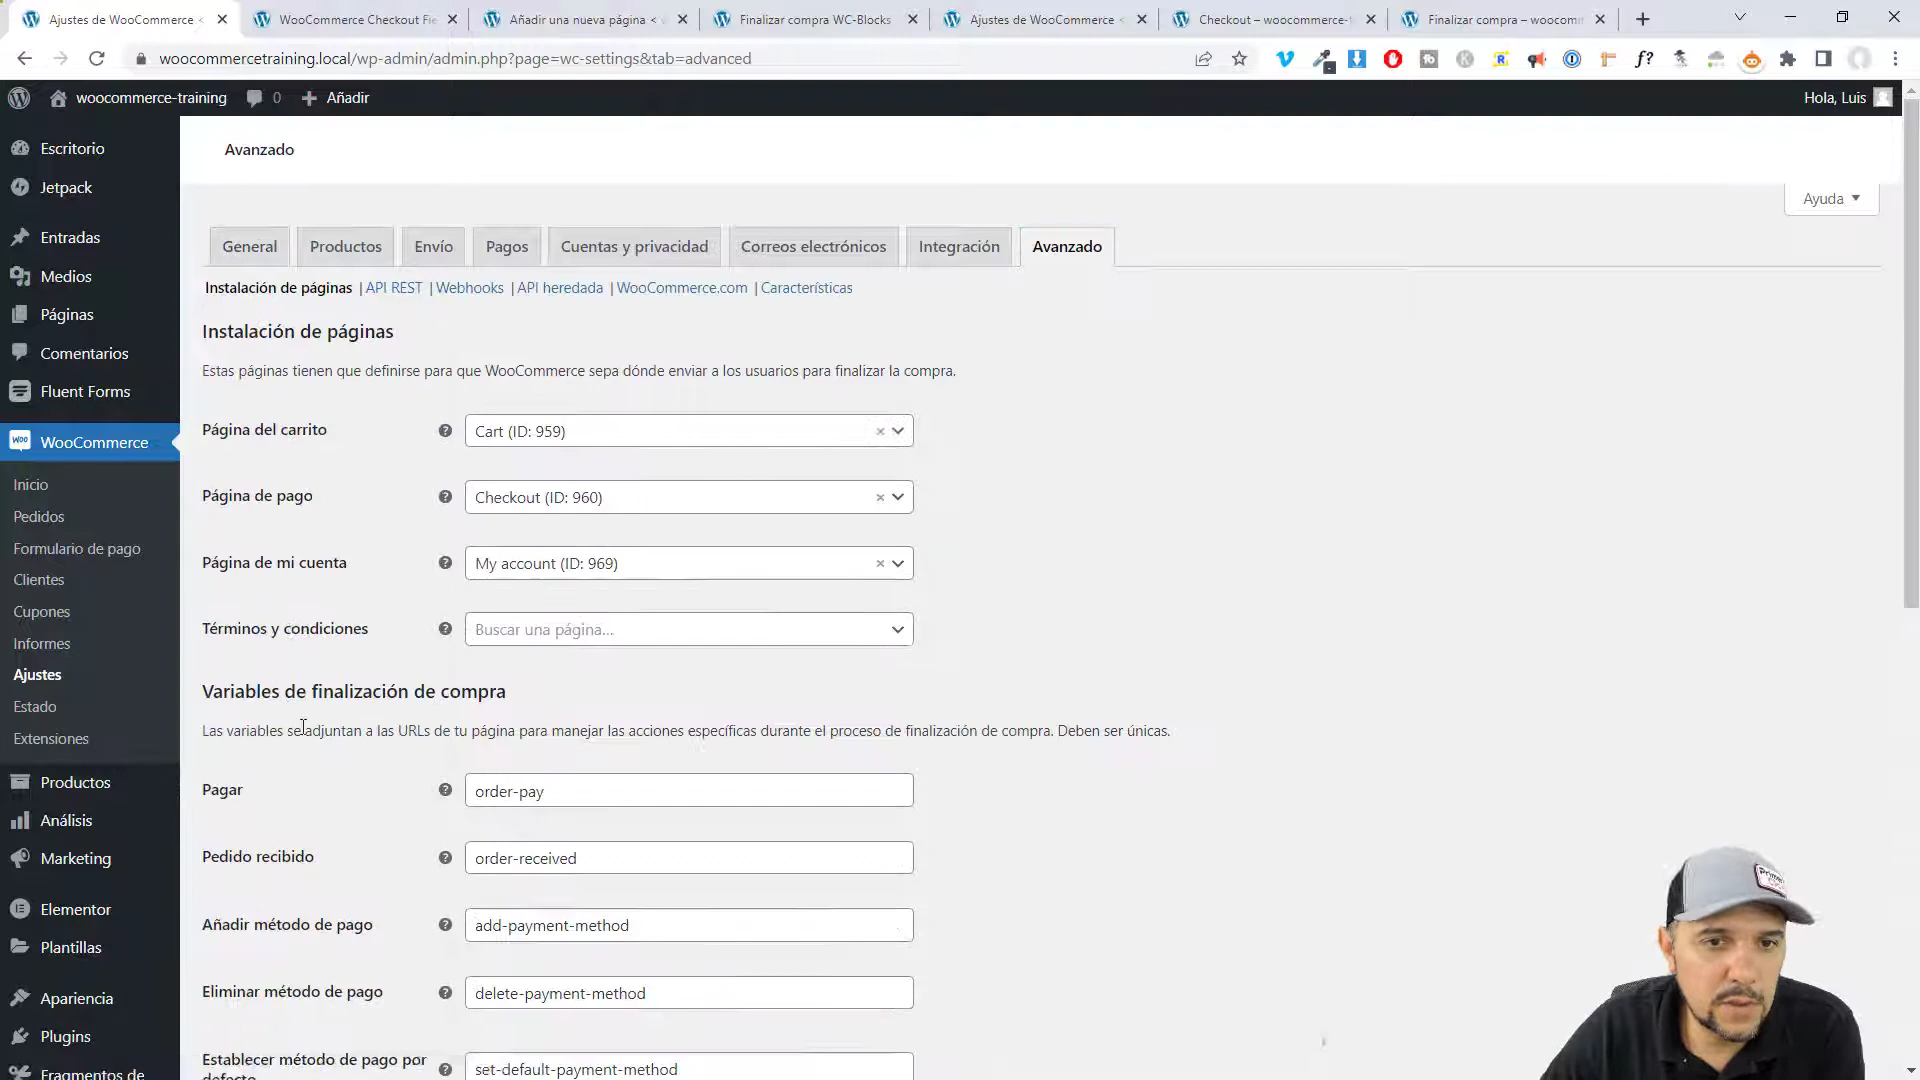 Ajustes de WooCommerce <
WooCommerce Checkout Fie
Añadir una nueva página < v
Finalizar compra WC-Blocks
Ajustes de WooCommerce <
Checkout – woocommerce-t
Finalizar compra – woocomm
woocommercetraining.local/wp-admin/admin.php?page=wc-settings&tab=advanced
woocommerce-training
0
Añadir
Hola, Luis
Escritorio
Jetpack
Entradas
Medios
Páginas
Comentarios
Fluent Forms
WooCommerce
Inicio
Pedidos
Formulario de pago
Clientes
Cupones
Informes
Ajustes
Estado
Extensiones
Productos
Análisis
Marketing
Elementor
Plantillas
Apariencia
Plugins
Fragmentos de
Avanzado
Ayuda
General
Productos
Envío
Pagos
Cuentas y privacidad
Correos electrónicos
Integración
Avanzado
Instalación de páginas | API REST | Webhooks | API heredada | WooCommerce.com | Características
Instalación de páginas
Estas páginas tienen que definirse para que WooCommerce sepa dónde enviar a los usuarios para finalizar la compra.
Página del carrito
Cart (ID: 959)
Página de pago
Checkout (ID: 960)
Página de mi cuenta
My account (ID: 969)
Términos y condiciones
Buscar una página...
Variables de finalización de compra
Las variables se adjuntan a las URLs de tu página para manejar las acciones específicas durante el proceso de finalización de compra. Deben ser únicas.
Pagar
order-pay
Pedido recibido
order-received
Añadir método de pago
add-payment-method
Eliminar método de pago
delete-payment-method
Establecer método de pago por
defecto
set-default-payment-method